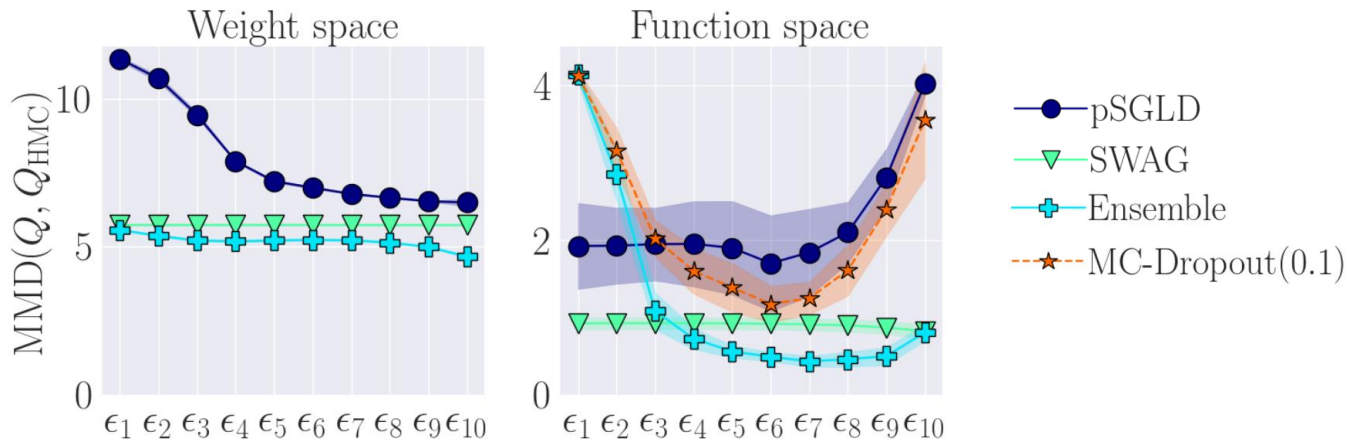 Weight space
Function space
MMD(Q, Q_HMC)
10
5
0
4
2
0
ϵ1 ϵ2 ϵ3 ϵ4 ϵ5 ϵ6 ϵ7 ϵ8 ϵ9 ϵ10
ϵ1 ϵ2 ϵ3 ϵ4 ϵ5 ϵ6 ϵ7 ϵ8 ϵ9 ϵ10
pSGLD
SWAG
Ensemble
MC-Dropout(0.1)